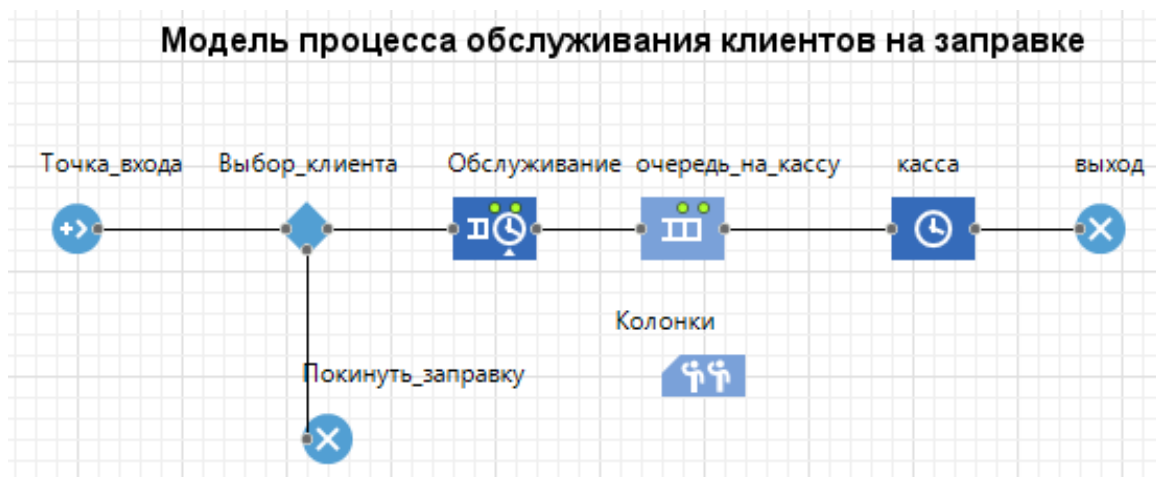 Модель процесса обслуживания клиентов на заправке
Точка_входа Выбор_клиента Обслуживание очередь_на_кассу касса выход
Колонки
Покинуть_заправку